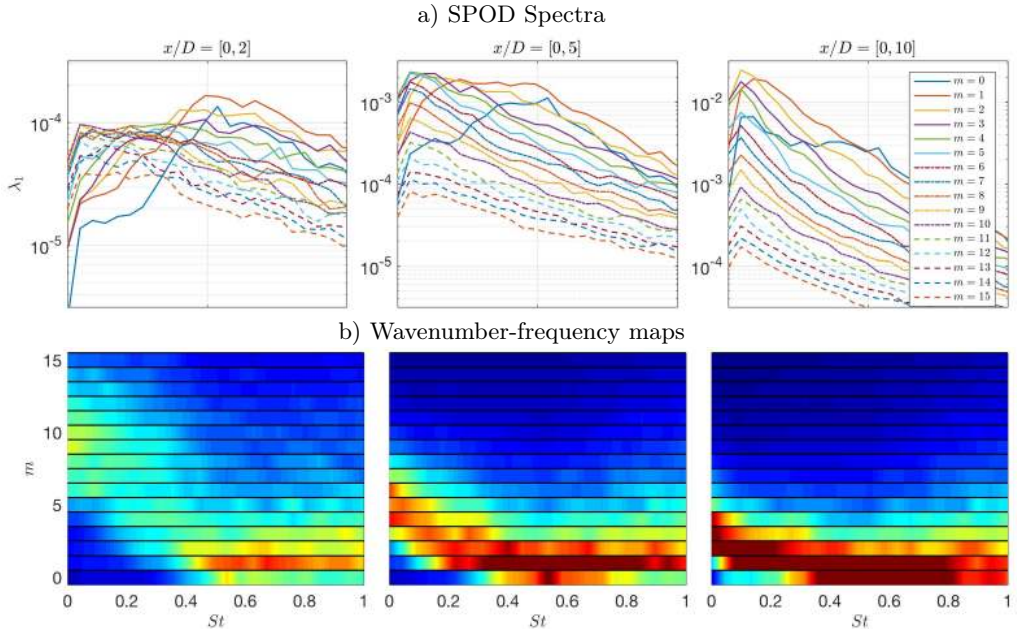 a) SPOD Spectra
x/D = [0, 2]
x/D = [0, 5]
x/D = [0, 10]
λ₁
10⁻⁴
10⁻⁵
10⁻³
10⁻⁴
10⁻⁵
10⁻²
10⁻³
10⁻⁴
m = 0
m = 1
m = 2
m = 3
m = 4
m = 5
m = 6
m = 7
m = 8
m = 9
m = 10
m = 11
m = 12
m = 13
m = 14
m = 15
b) Wavenumber-frequency maps
m
15
10
5
0
0 0.2 0.4 0.6 0.8 1
0 0.2 0.4 0.6 0.8 1
0 0.2 0.4 0.6 0.8 1
St
St
St